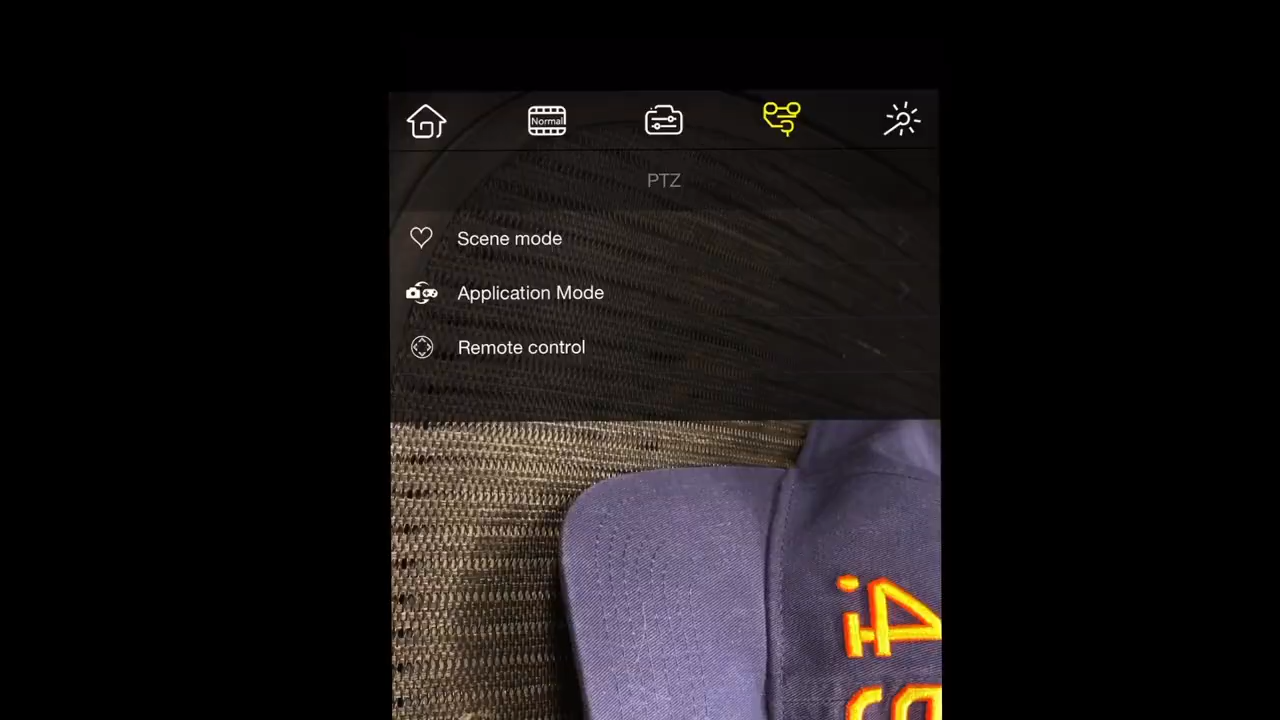 Normal
PTZ
Scene mode
Application Mode
Remote control